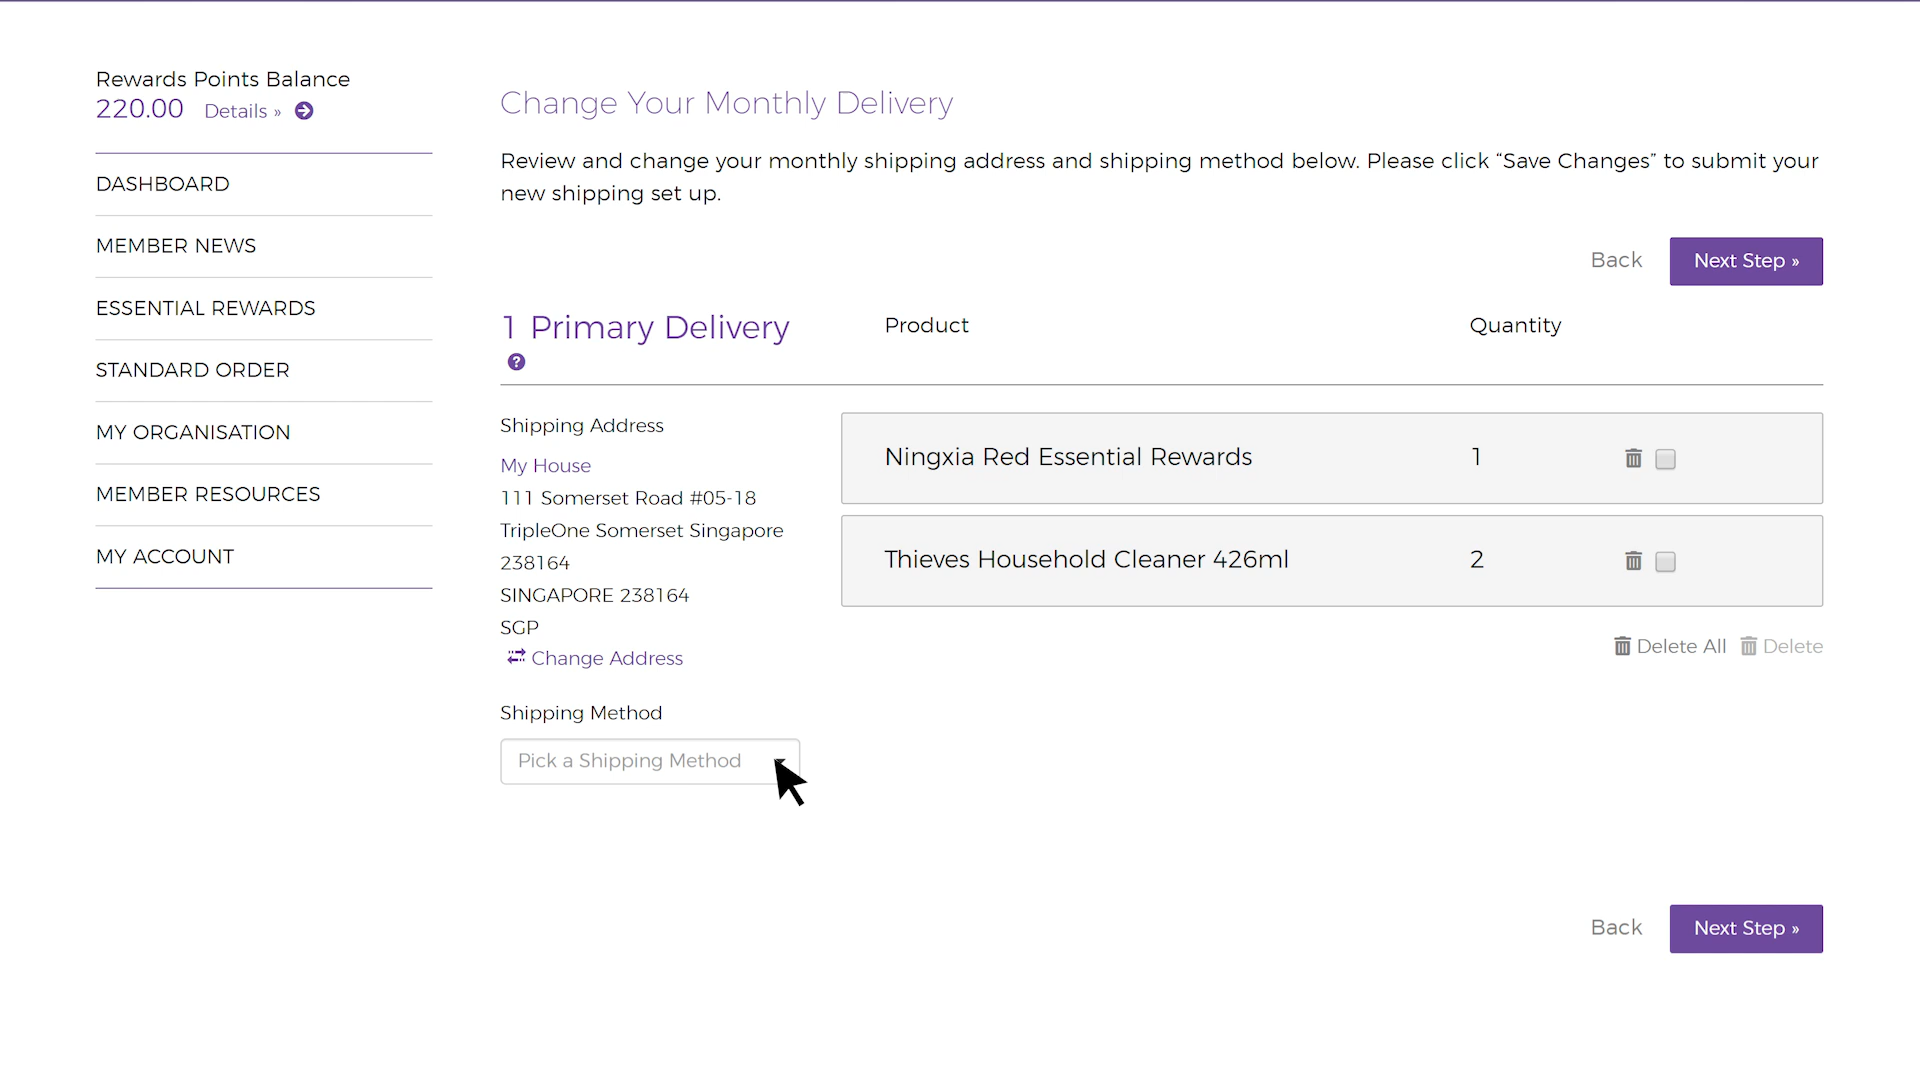 Rewards Points Balance
220.00 Details »
DASHBOARD
MEMBER NEWS
ESSENTIAL REWARDS
STANDARD ORDER
MY ORGANISATION
MEMBER RESOURCES
MY ACCOUNT
Change Your Monthly Delivery
Review and change your monthly shipping address and shipping method below. Please click “Save Changes” to submit your
new shipping set up.
Back Next Step »
1 Primary Delivery Product Quantity
?
Shipping Address
My House
111 Somerset Road #05-18
TripleOne Somerset Singapore
238164
SINGAPORE 238164
SGP
Change Address
Shipping Method
Pick a Shipping Method
Ningxia Red Essential Rewards 1
Thieves Household Cleaner 426ml 2
Delete All Delete
Back Next Step »